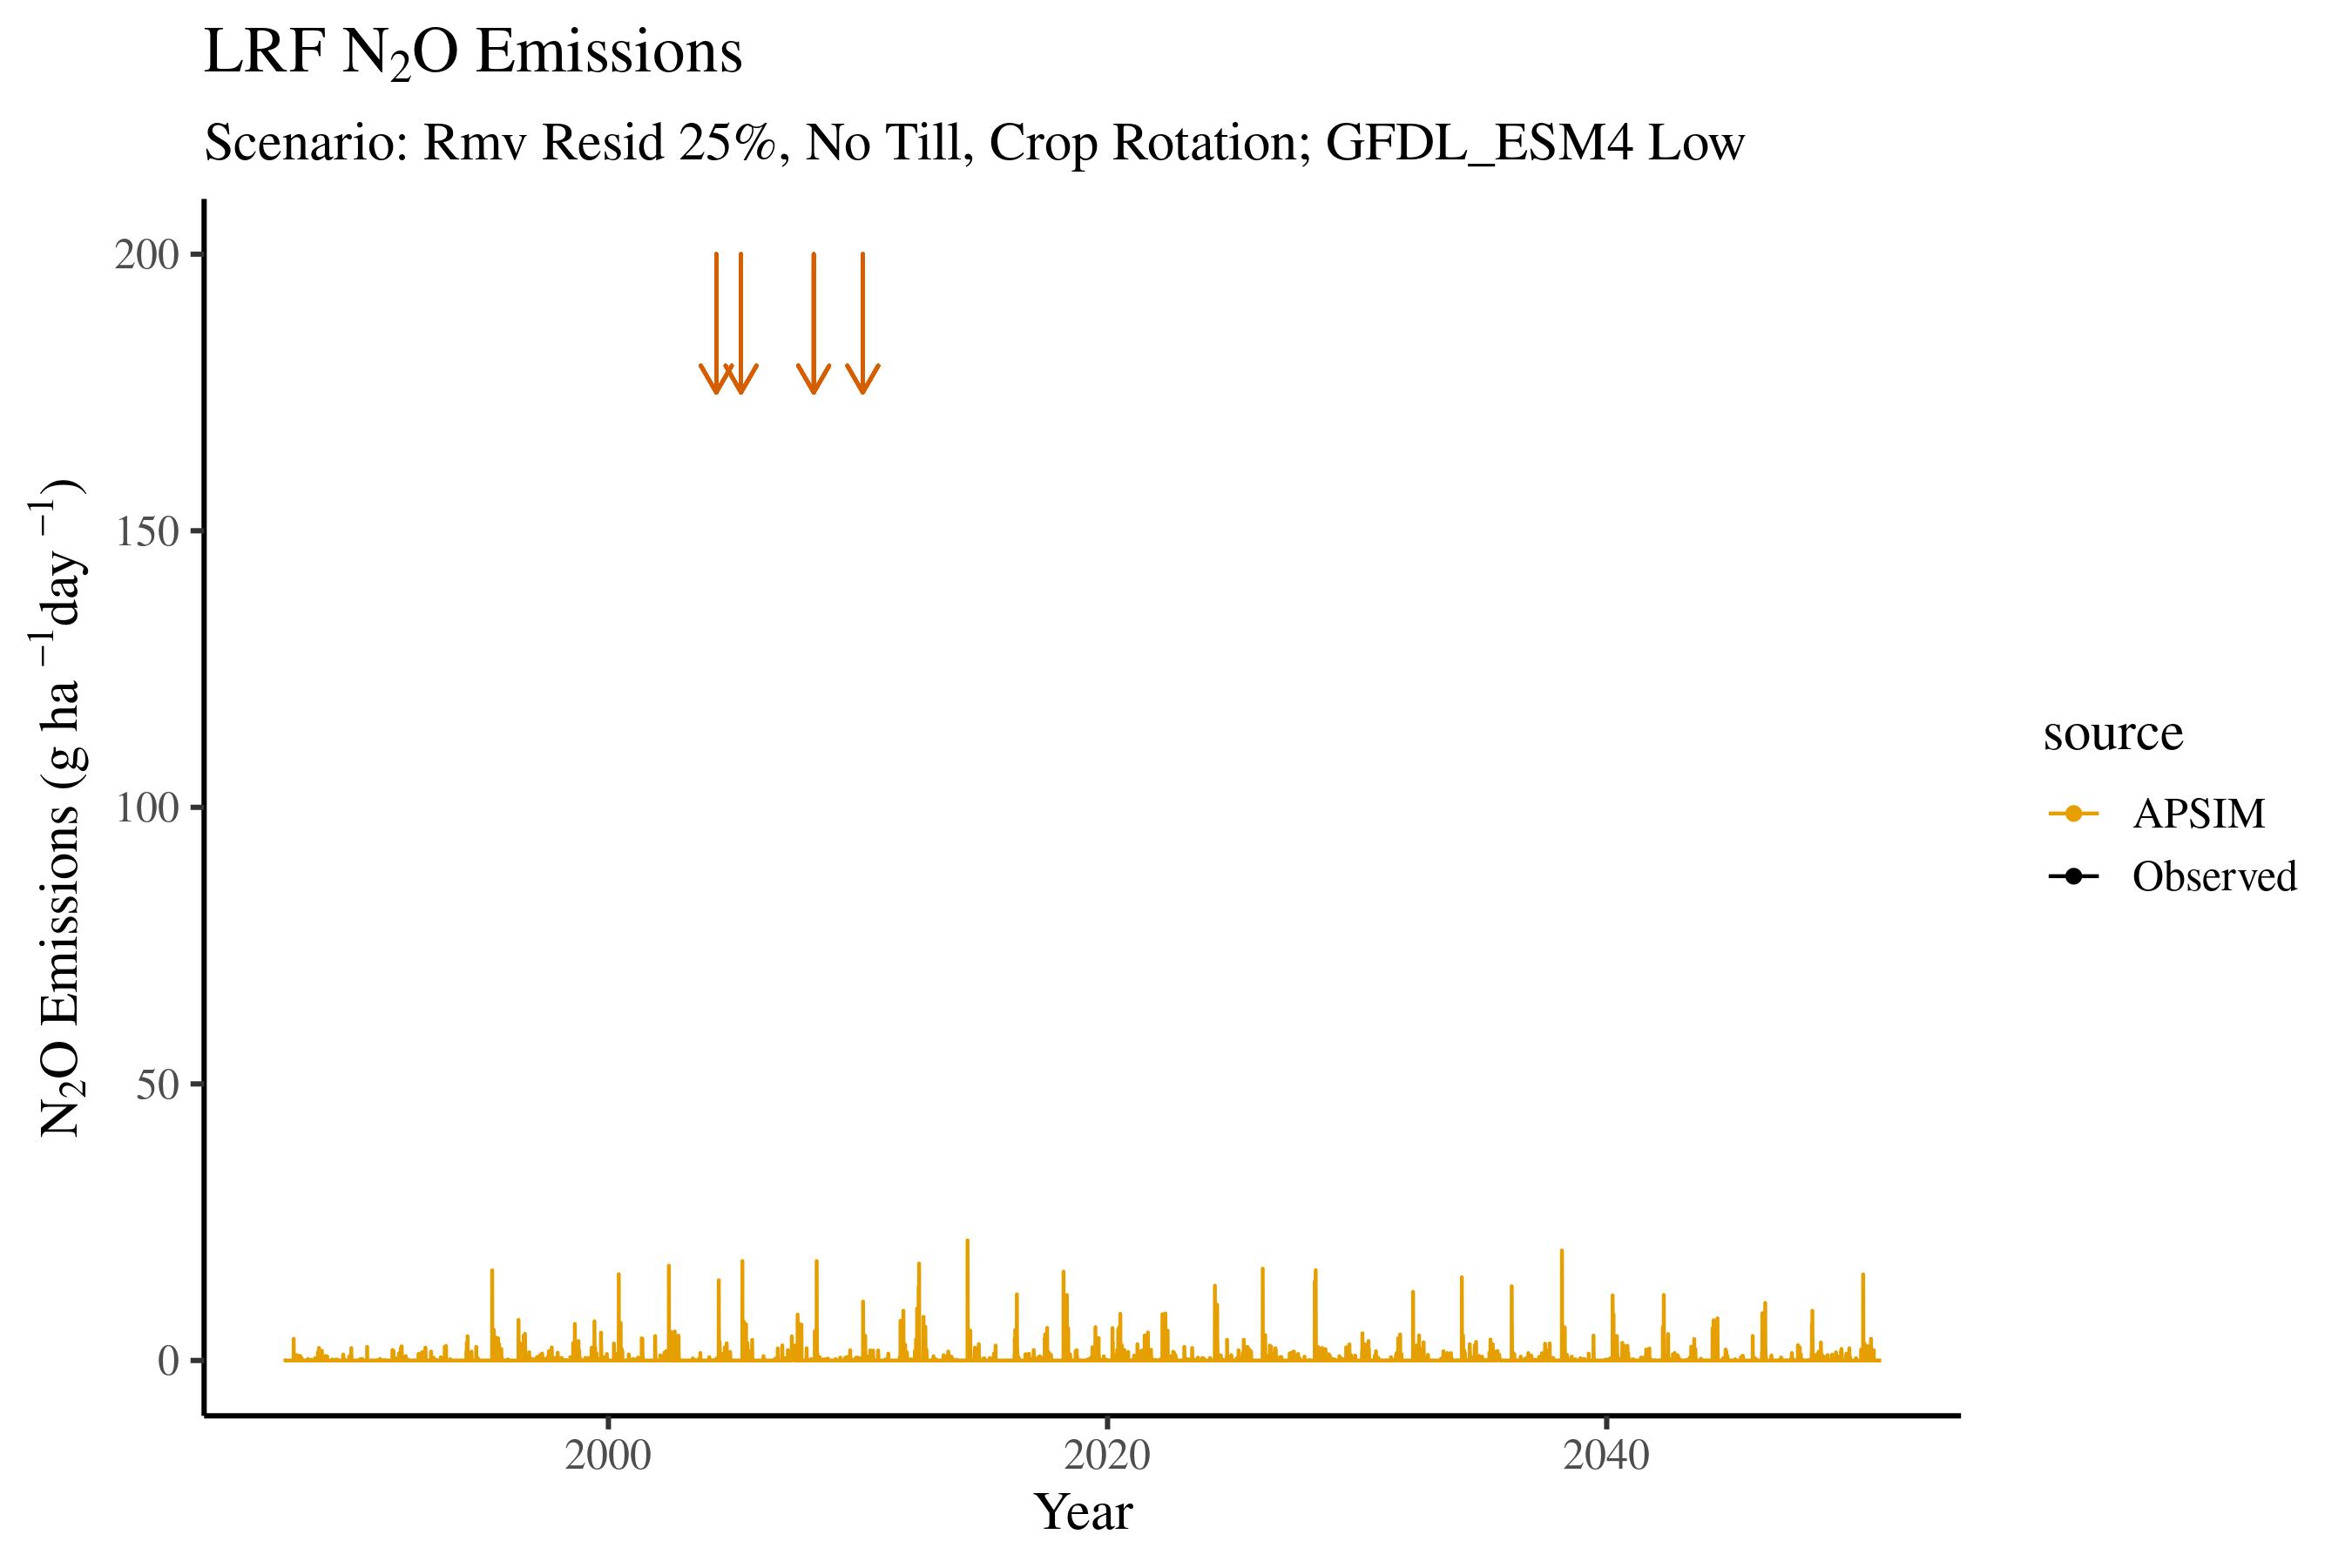 LRF N₂O Emissions
Scenario: Rmv Resid 25%, No Till, Crop Rotation; GFDL_ESM4 Low
N₂O Emissions (g ha ⁻¹day ⁻¹)
200
150
100
50
0
2000 2020 2040
Year
source
APSIM
Observed